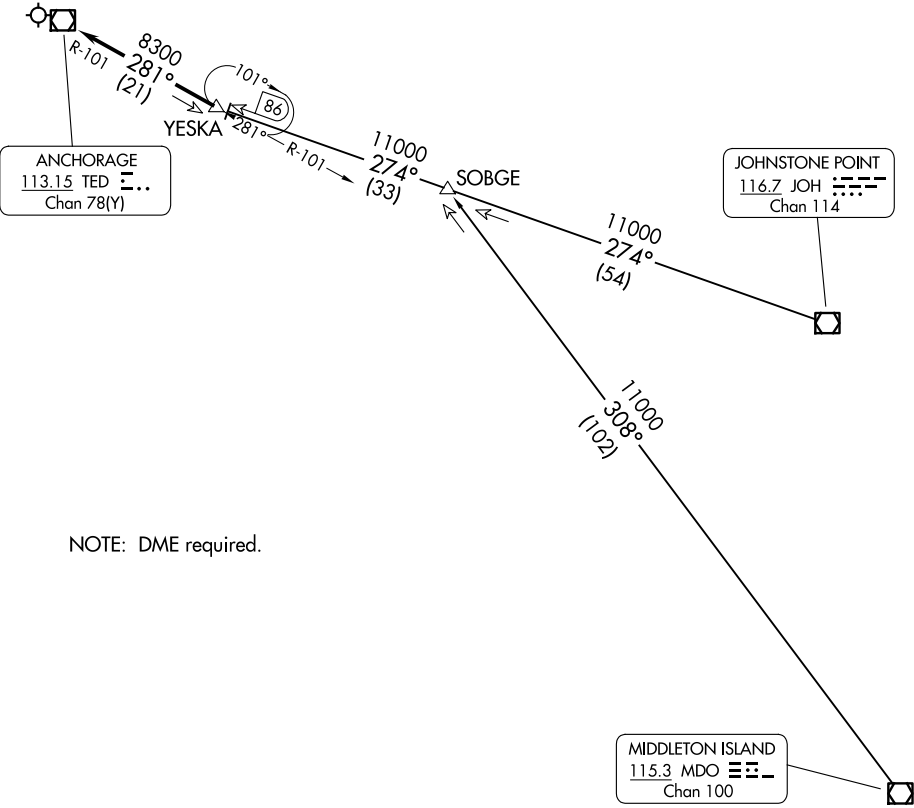 8300
281°
(21)
R-101
101°
86
YESKA
281°
R-101
11000
274°
(33)
SOBGE
ANCHORAGE
113.15 TED
Chan 78(Y)
JOHNSTONE POINT
116.7 JOH
Chan 114
11000
274°
(54)
11000
308°
(102)
NOTE: DME required.
MIDDLETON ISLAND
115.3 MDO
Chan 100